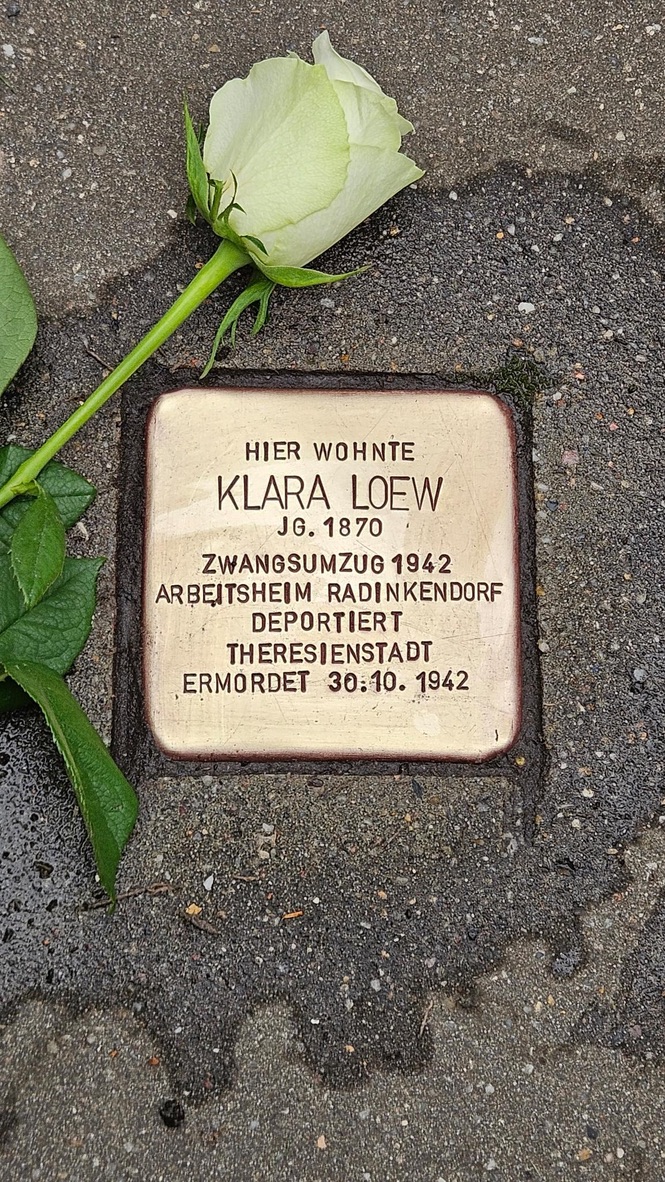 HIER WOHNTE
KLARA LOEW
JG. 1870
ZWANGSUMZUG 1942
ARBEITSHEIM RADINKENDORF
DEPORTIERT
THERESIENSTADT
ERMORDET 30.10. 1942